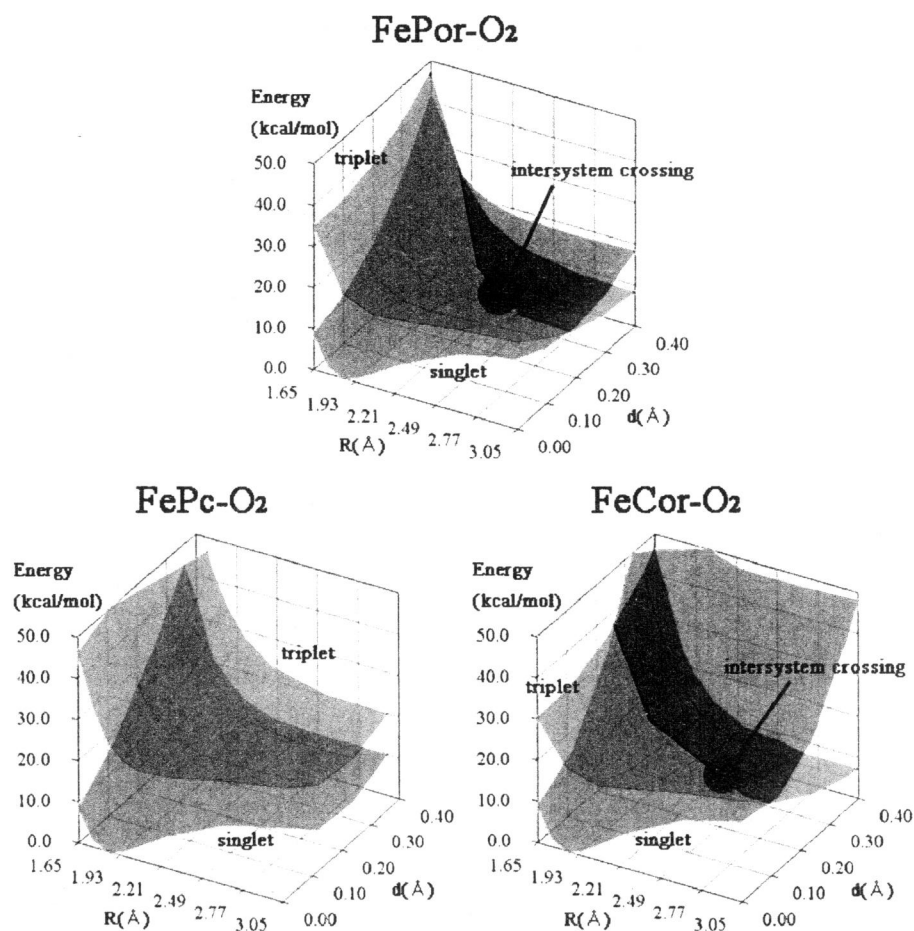 FePor-O2
Energy
(kcal/mol)
50.0
40.0
30.0
20.0
10.0
0.0
triplet
intersystem crossing
singlet
1.65
1.93
2.21
2.49
2.77
3.05
R(Å)
0.00
0.10
0.20
0.30
0.40
d(Å)
FePc-O2
Energy
(kcal/mol)
50.0
40.0
30.0
20.0
10.0
0.0
triplet
singlet
1.65
1.93
2.21
2.49
2.77
3.05
R(Å)
0.00
0.10
0.20
0.30
0.40
d(Å)
FeCor-O2
Energy
(kcal/mol)
50.0
40.0
30.0
20.0
10.0
0.0
triplet
intersystem crossing
singlet
1.65
1.93
2.21
2.49
2.77
3.05
R(Å)
0.00
0.10
0.20
0.30
0.40
d(Å)